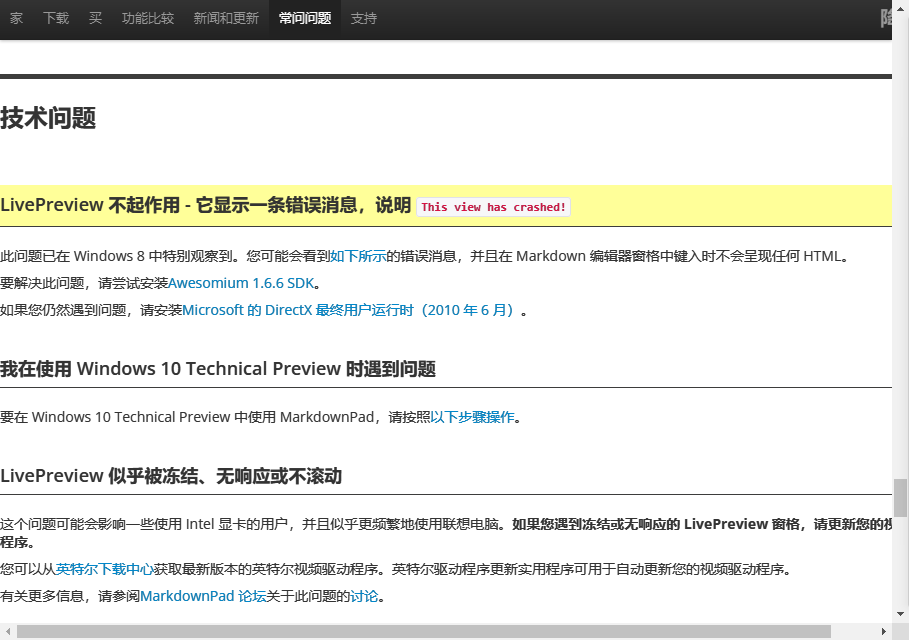 家 下载 买 功能比较 新闻和更新 常问问题 支持
技术问题
LivePreview 不起作用 - 它显示一条错误消息，说明 This view has crashed!
此问题已在 Windows 8 中特别观察到。您可能会看到如下所示的错误消息，并且在 Markdown 编辑器窗格中键入时不会呈现任何 HTML。
要解决此问题，请尝试安装Awesomium 1.6.6 SDK。
如果您仍然遇到问题，请安装Microsoft 的 DirectX 最终用户运行时（2010 年 6 月）。
我在使用 Windows 10 Technical Preview 时遇到问题
要在 Windows 10 Technical Preview 中使用 MarkdownPad，请按照以下步骤操作。
LivePreview 似乎被冻结、无响应或不滚动
这个问题可能会影响一些使用 Intel 显卡的用户，并且似乎更频繁地使用联想电脑。如果您遇到冻结或无响应的 LivePreview 窗格，请更新您的
程序。
您可以从英特尔下载中心获取最新版本的英特尔视频驱动程序。英特尔驱动程序更新实用程序可用于自动更新您的视频驱动程序。
有关更多信息，请参阅MarkdownPad 论坛关于此问题的讨论。